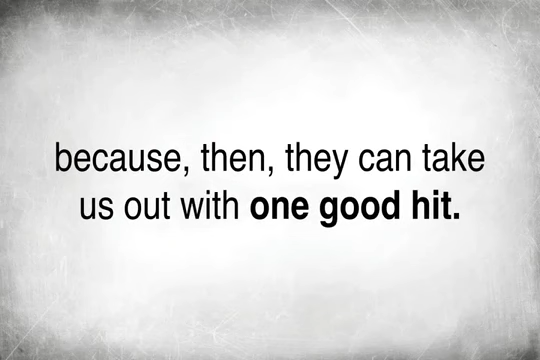 because, then, they can take
us out with one good hit.